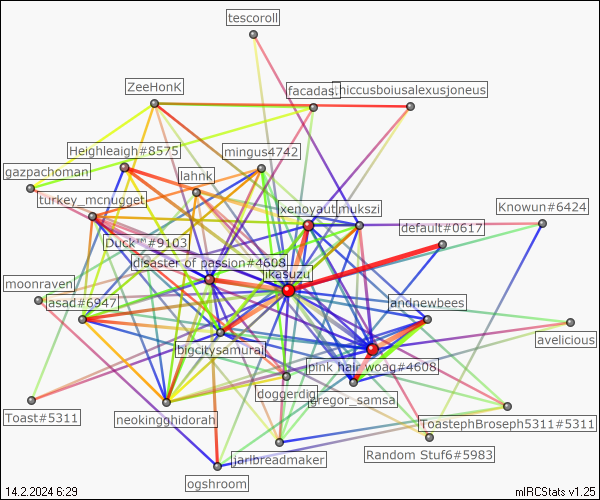 tescoroll
ZeeHonK
facadas.
hiccusboiusalexusjoneus
Heighleaigh#8575
mingus4742
gazpachoman
lahnk
turkey_mcnugget
xenoyaut
mukszi
Knowun#6424
default#0617
Duck™#9103
disaster of passion#4608
ikasuzu
moonraven
asad#6947
andnewbees
avelicious
bigcitysamurai
pink hair woag#4608
doggerdig
gregor_samsa
Toast#5311
neokingghidorah
ToastephBroseph5311#5311
jarlbreadmaker
Random Stuf6#5983
ogshroom
14.2.2024 6:29
mIRCStats v1.25